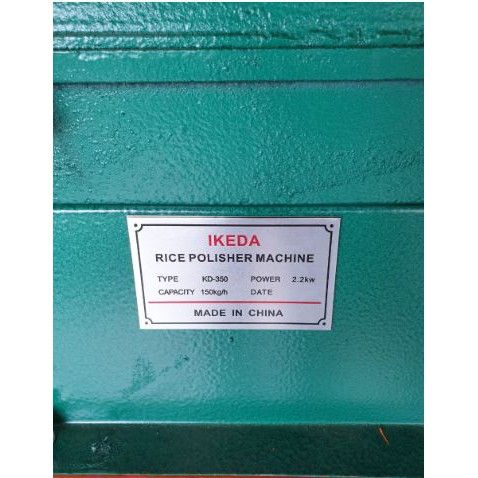 IKEDA
RICE POLISHER MACHINE
TYPE KD-350 POWER 2.2kw
CAPACITY 150kg/h DATE
MADE IN CHINA